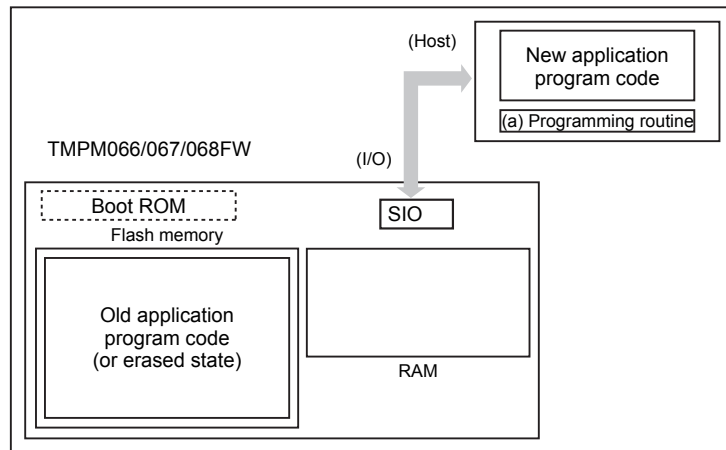 (Host)
New application
program code
(a) Programming routine
TMPM066/067/068FW
(I/O)
Boot ROM
SIO
Flash memory
Old application
program code
(or erased state)
RAM